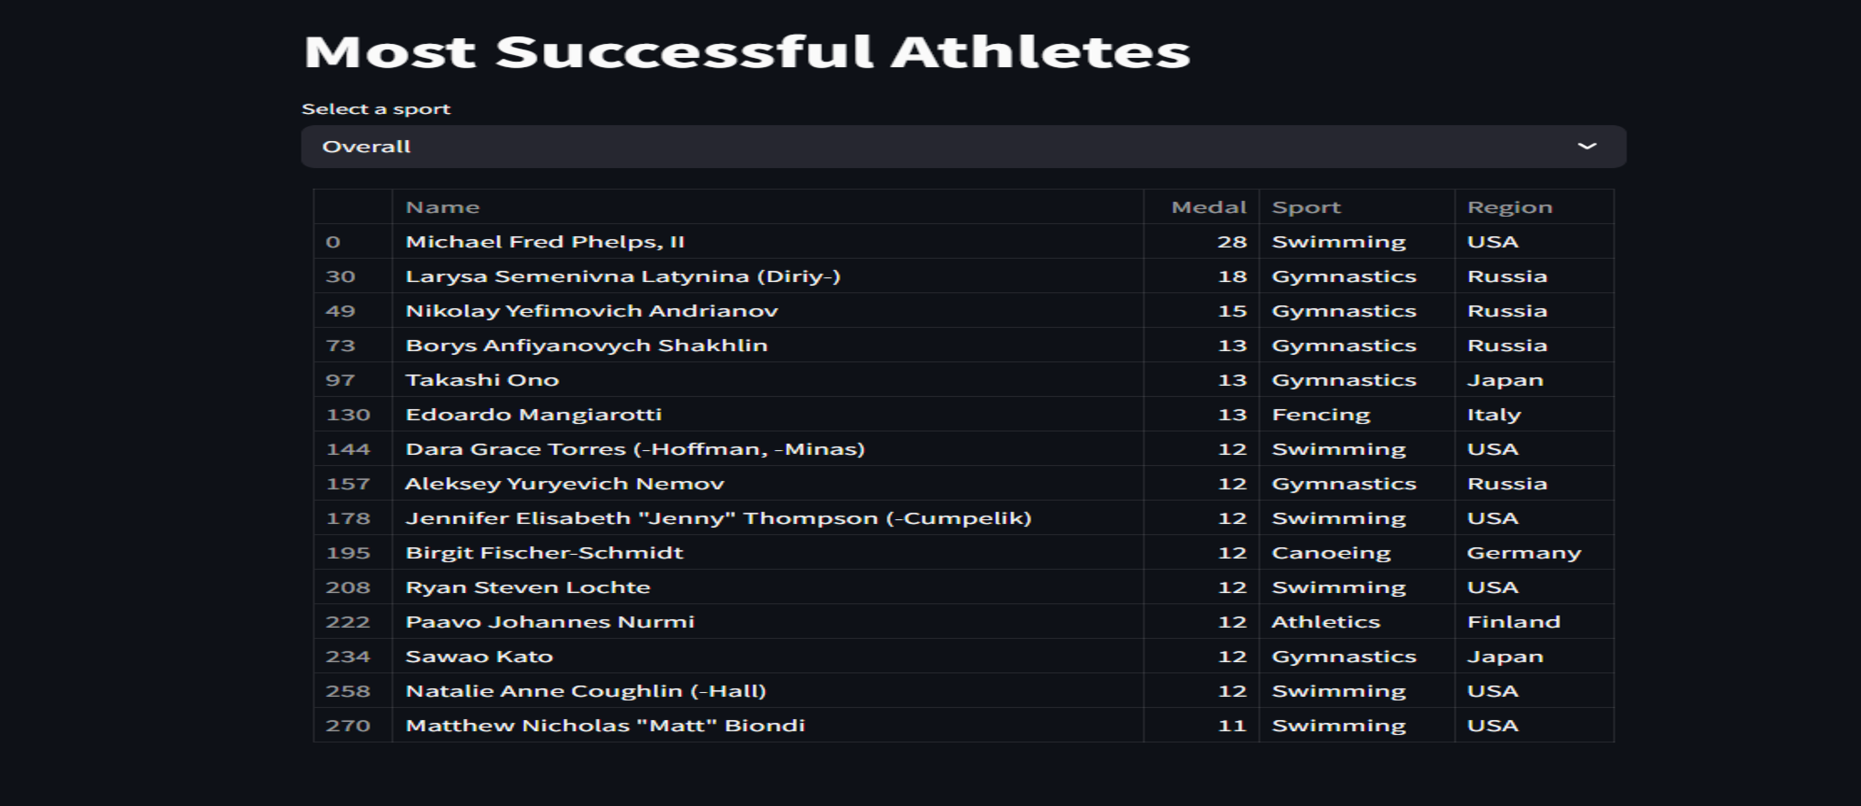 Most Successful Athletes
Select a sport
Overall
Name Medal Sport Region
0 Michael Fred Phelps, II 28 Swimming USA
30 Larysa Semenivna Latynina (Diriy-) 18 Gymnastics Russia
49 Nikolay Yefimovich Andrianov 15 Gymnastics Russia
73 Borys Anfiyanovych Shakhlin 13 Gymnastics Russia
97 Takashi Ono 13 Gymnastics Japan
130 Edoardo Mangiarotti 13 Fencing Italy
144 Dara Grace Torres (-Hoffman, -Minas) 12 Swimming USA
157 Aleksey Yuryevich Nemov 12 Gymnastics Russia
178 Jennifer Elisabeth "Jenny" Thompson (-Cumpelik) 12 Swimming USA
195 Birgit Fischer-Schmidt 12 Canoeing Germany
208 Ryan Steven Lochte 12 Swimming USA
222 Paavo Johannes Nurmi 12 Athletics Finland
234 Sawao Kato 12 Gymnastics Japan
258 Natalie Anne Coughlin (-Hall) 12 Swimming USA
270 Matthew Nicholas "Matt" Biondi 11 Swimming USA